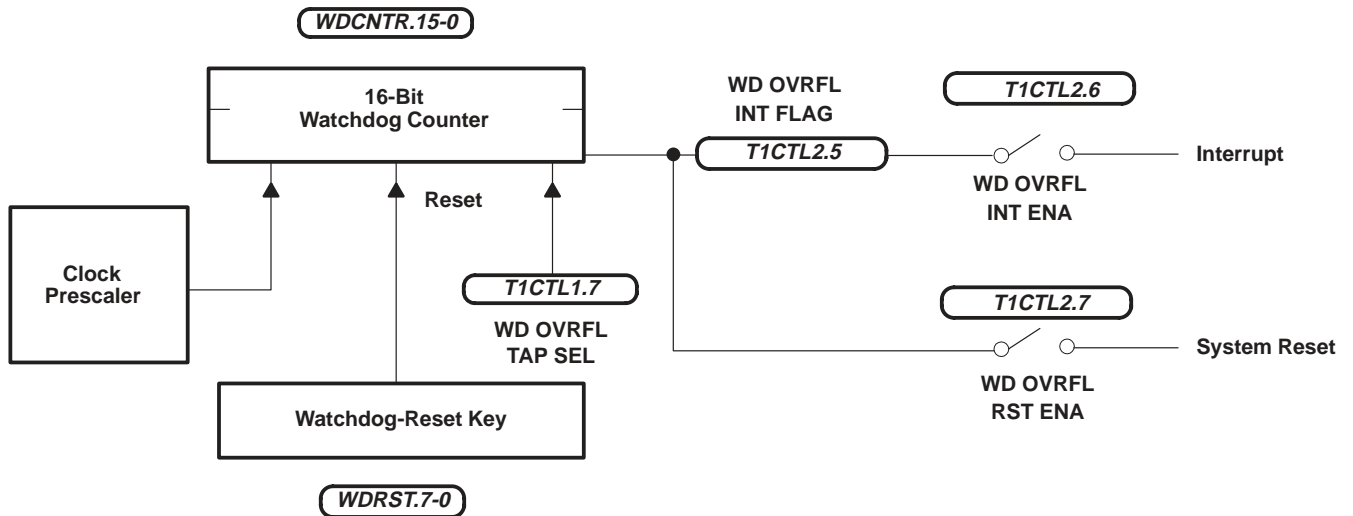 WDCNTR.15-0
16-Bit
Watchdog Counter
WD OVRFL
INT FLAG
T1CTL2.6
T1CTL2.5
Interrupt
WD OVRFL
INT ENA
Reset
Clock
Prescaler
T1CTL1.7
WD OVRFL
TAP SEL
T1CTL2.7
System Reset
WD OVRFL
RST ENA
Watchdog-Reset Key
WDRST.7-0